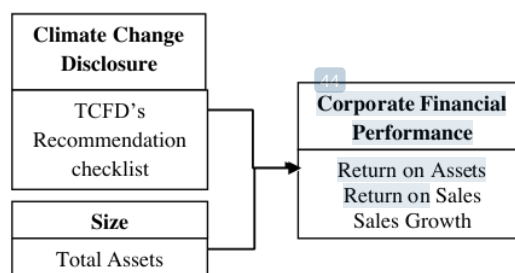 Climate Change
Disclosure
TCFD's
Recommendation
checklist
Size
Total Assets
44
Corporate Financial
Performance
Return on Assets
Return on Sales
Sales Growth